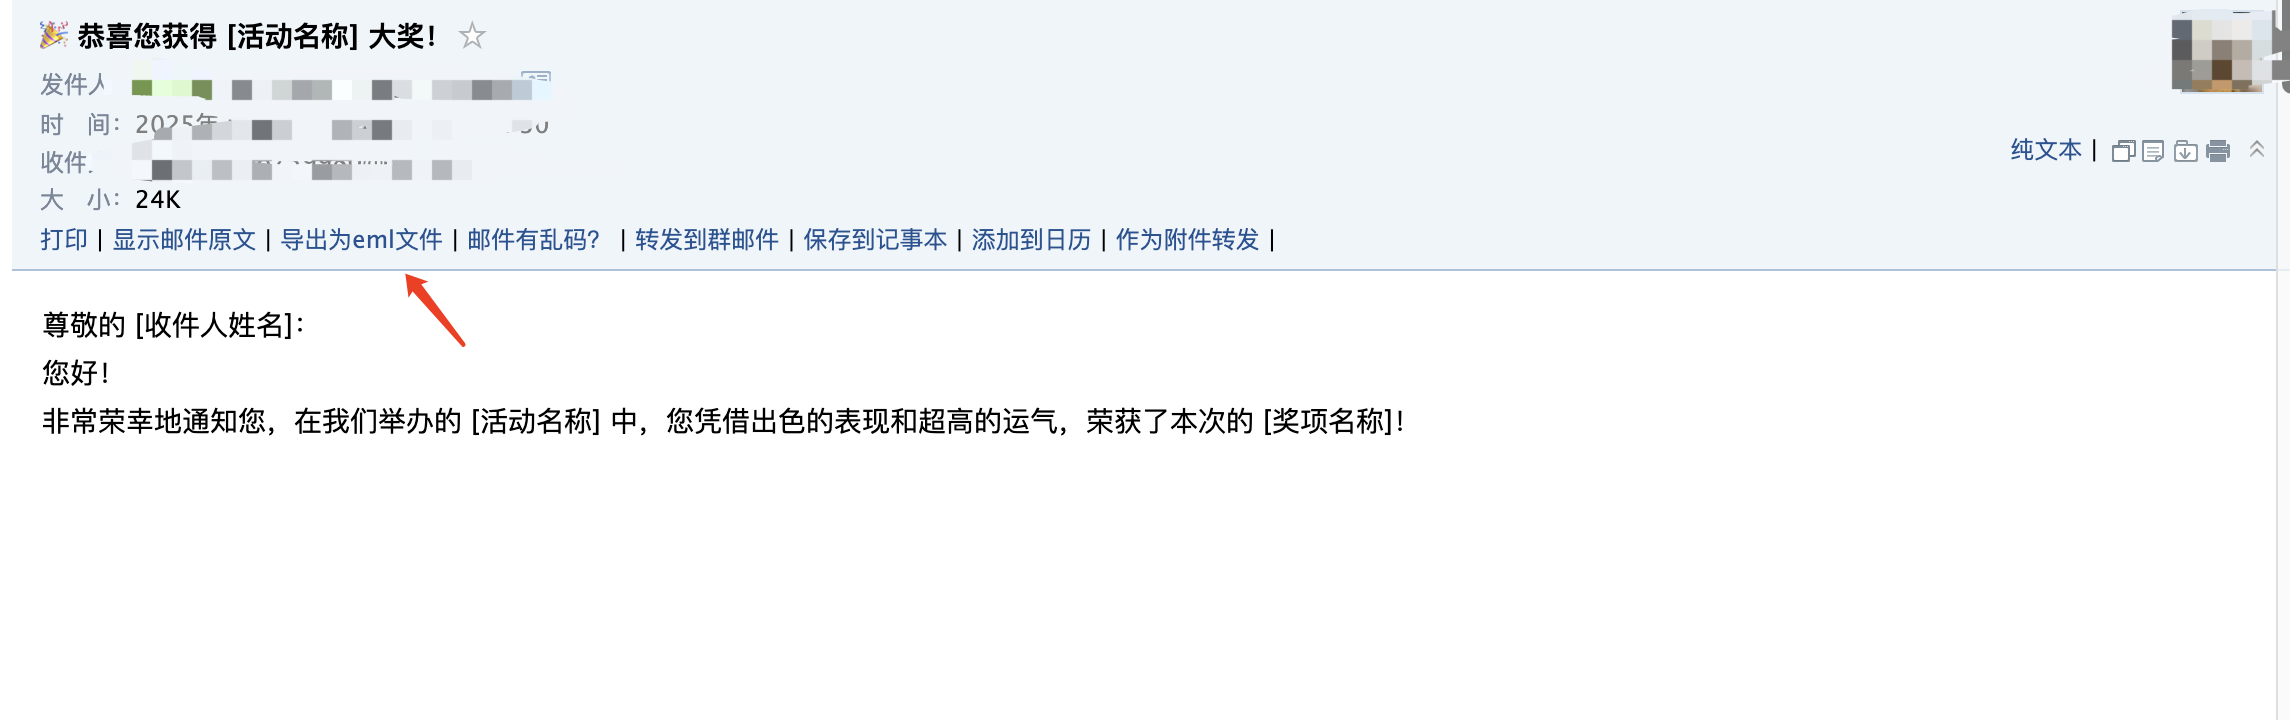 🎉 恭喜您获得 [活动名称] 大奖！
发件人
时 间：2025年
收件
大 小：24K
纯文本 |
打印 | 显示邮件原文 | 导出为eml文件 | 邮件有乱码？ | 转发到群邮件 | 保存到记事本 | 添加到日历 | 作为附件转发 |
尊敬的 [收件人姓名]：
您好！
非常荣幸地通知您，在我们举办的 [活动名称] 中，您凭借出色的表现和超高的运气，荣获了本次的 [奖项名称]！